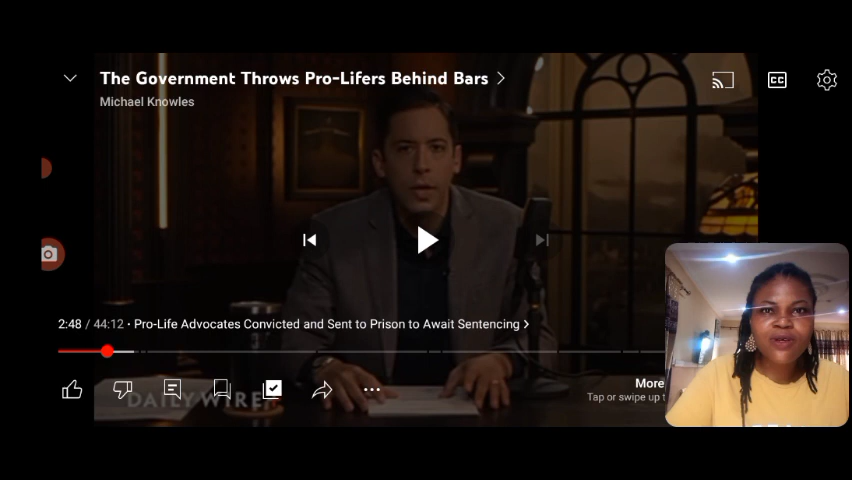 The Government Throws Pro-Lifers Behind Bars
Michael Knowles
CC
2:48 / 44:12 • Pro-Life Advocates Convicted and Sent to Prison to Await Sentencing
DAILY WIRE
More
Tap or swipe up